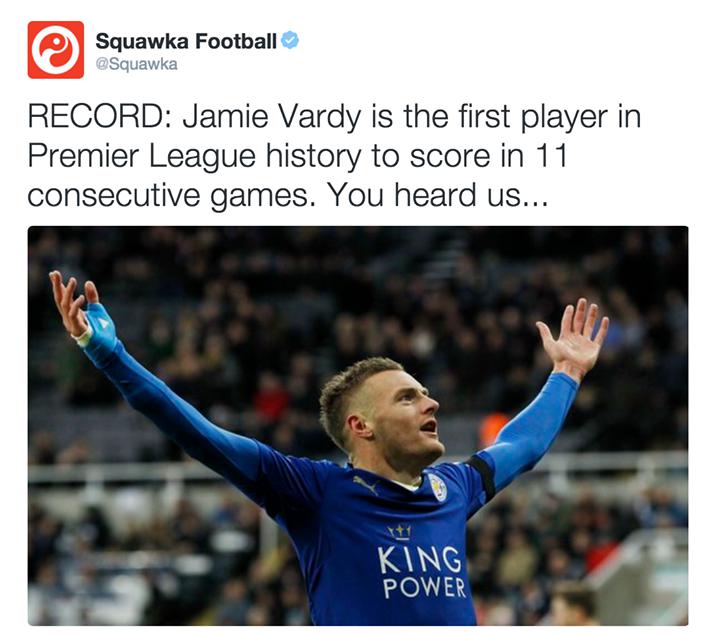 Squawka Football
@Squawka
RECORD: Jamie Vardy is the first player in
Premier League history to score in 11
consecutive games. You heard us...
KING
POWER